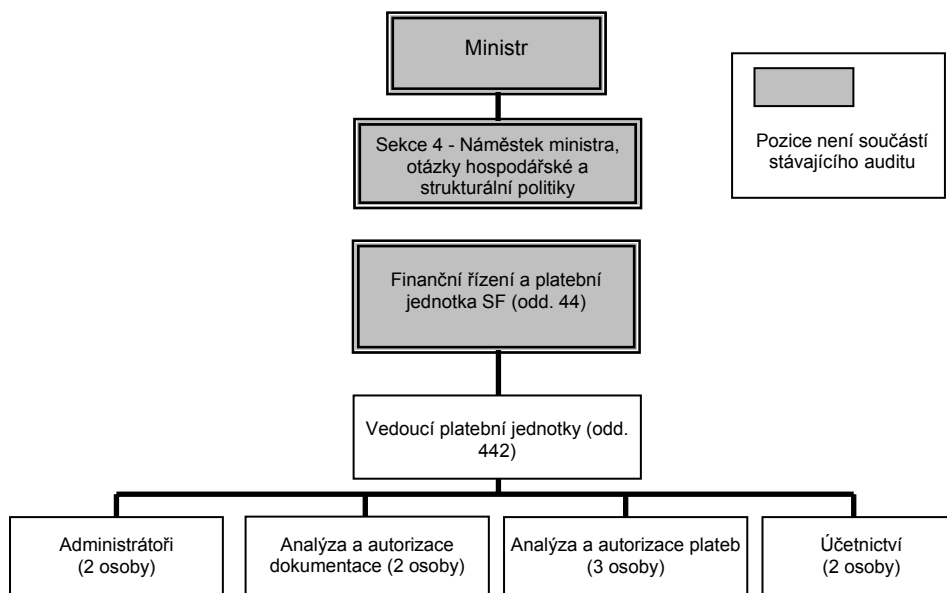 Ministr
Sekce 4 - Náměstek ministra,
otázky hospodářské a
strukturální politiky
Pozice není součástí
stávajícího auditu
Finanční řízení a platební
jednotka SF (odd. 44)
Vedoucí platební jednotky (odd.
442)
Administrátoři
(2 osoby)
Analýza a autorizace
dokumentace (2 osoby)
Analýza a autorizace plateb
(3 osoby)
Účetnictví
(2 osoby)